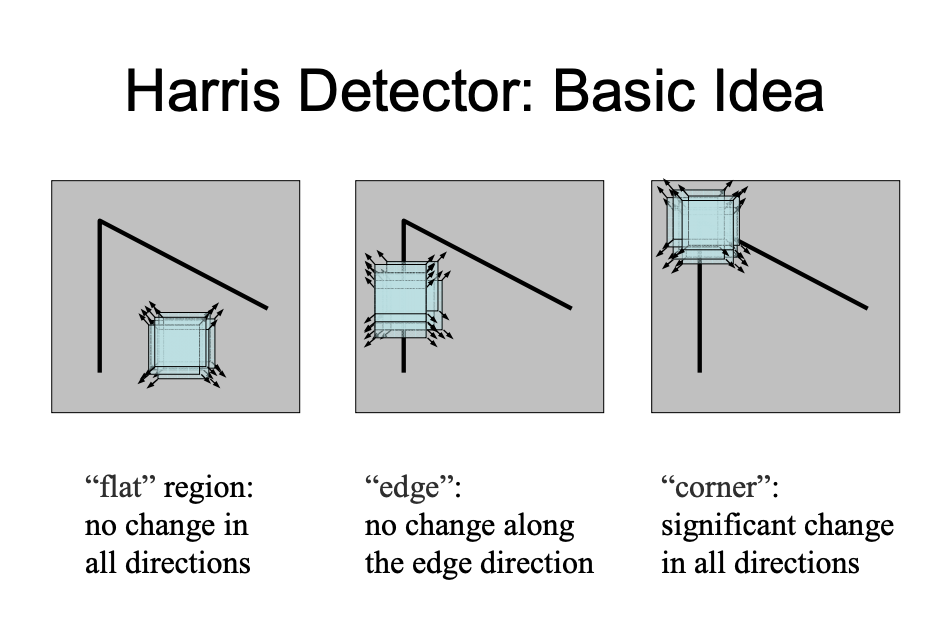 Harris Detector: Basic Idea
“flat” region:
no change in
all directions
“edge”:
no change along
the edge direction
“corner”:
significant change
in all directions